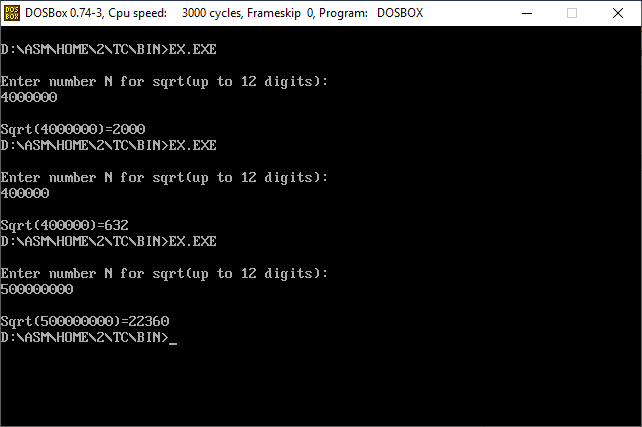 DOS
BOX
DOSBox 0.74-3, Cpu speed: 3000 cycles, Frameskip 0, Program: DOSBOX
D:\ASM\HOME\2\TC\BIN>EX.EXE
Enter number N for sqrt(up to 12 digits):
4000000
Sqrt(4000000)=2000
D:\ASM\HOME\2\TC\BIN>EX.EXE
Enter number N for sqrt(up to 12 digits):
400000
Sqrt(400000)=632
D:\ASM\HOME\2\TC\BIN>EX.EXE
Enter number N for sqrt(up to 12 digits):
500000000
Sqrt(500000000)=22360
D:\ASM\HOME\2\TC\BIN>_